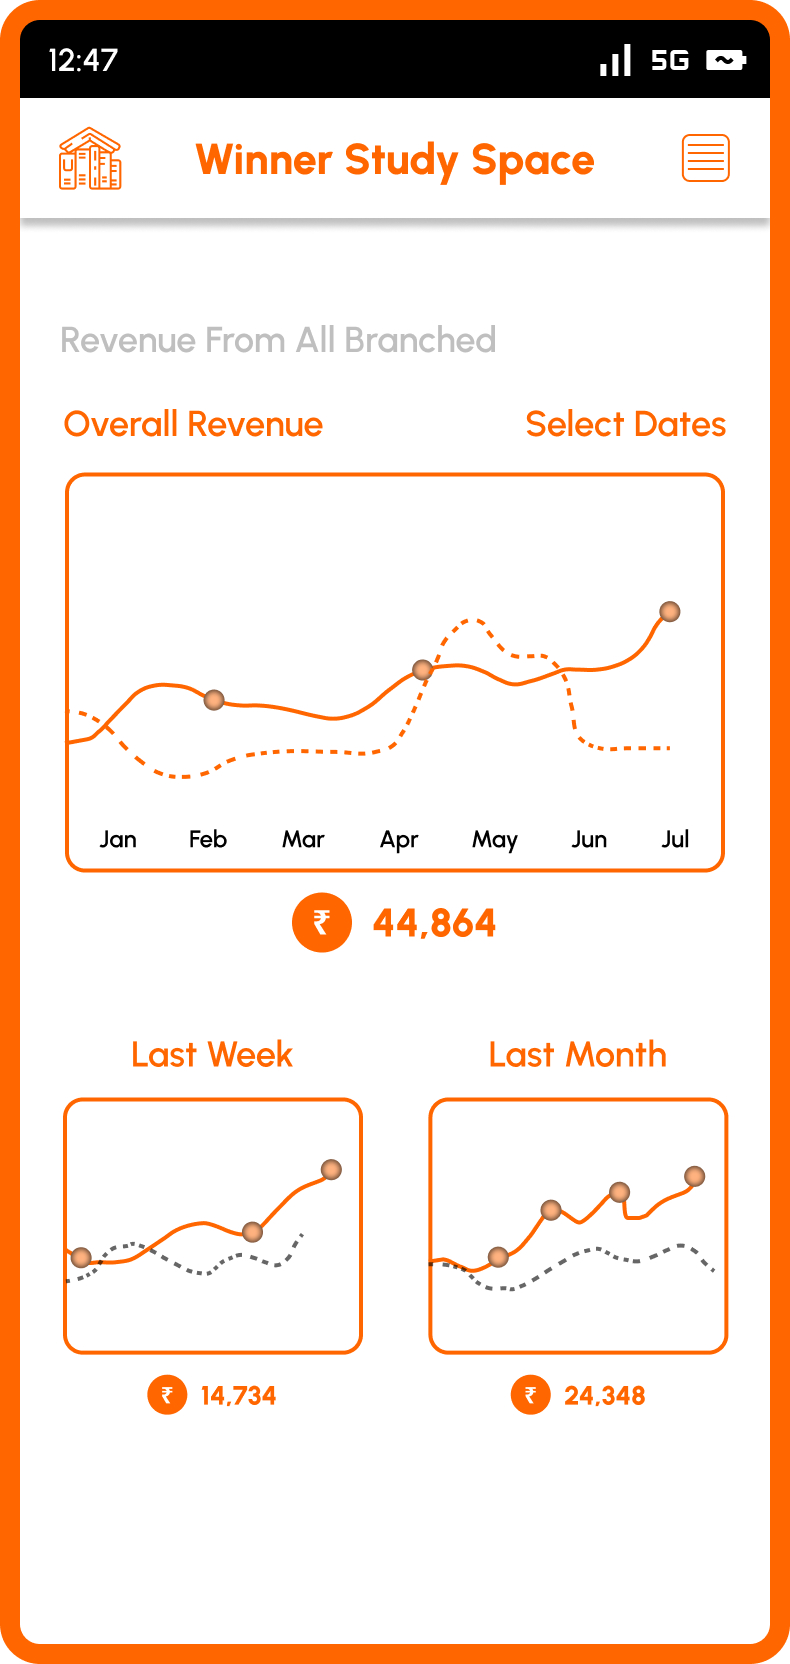 12:47 5G
Winner Study Space
Revenue From All Branched
Overall Revenue Select Dates
Jan Feb Mar Apr May Jun Jul
₹ 44,864
Last Week Last Month
₹ 14,734 ₹ 24,348